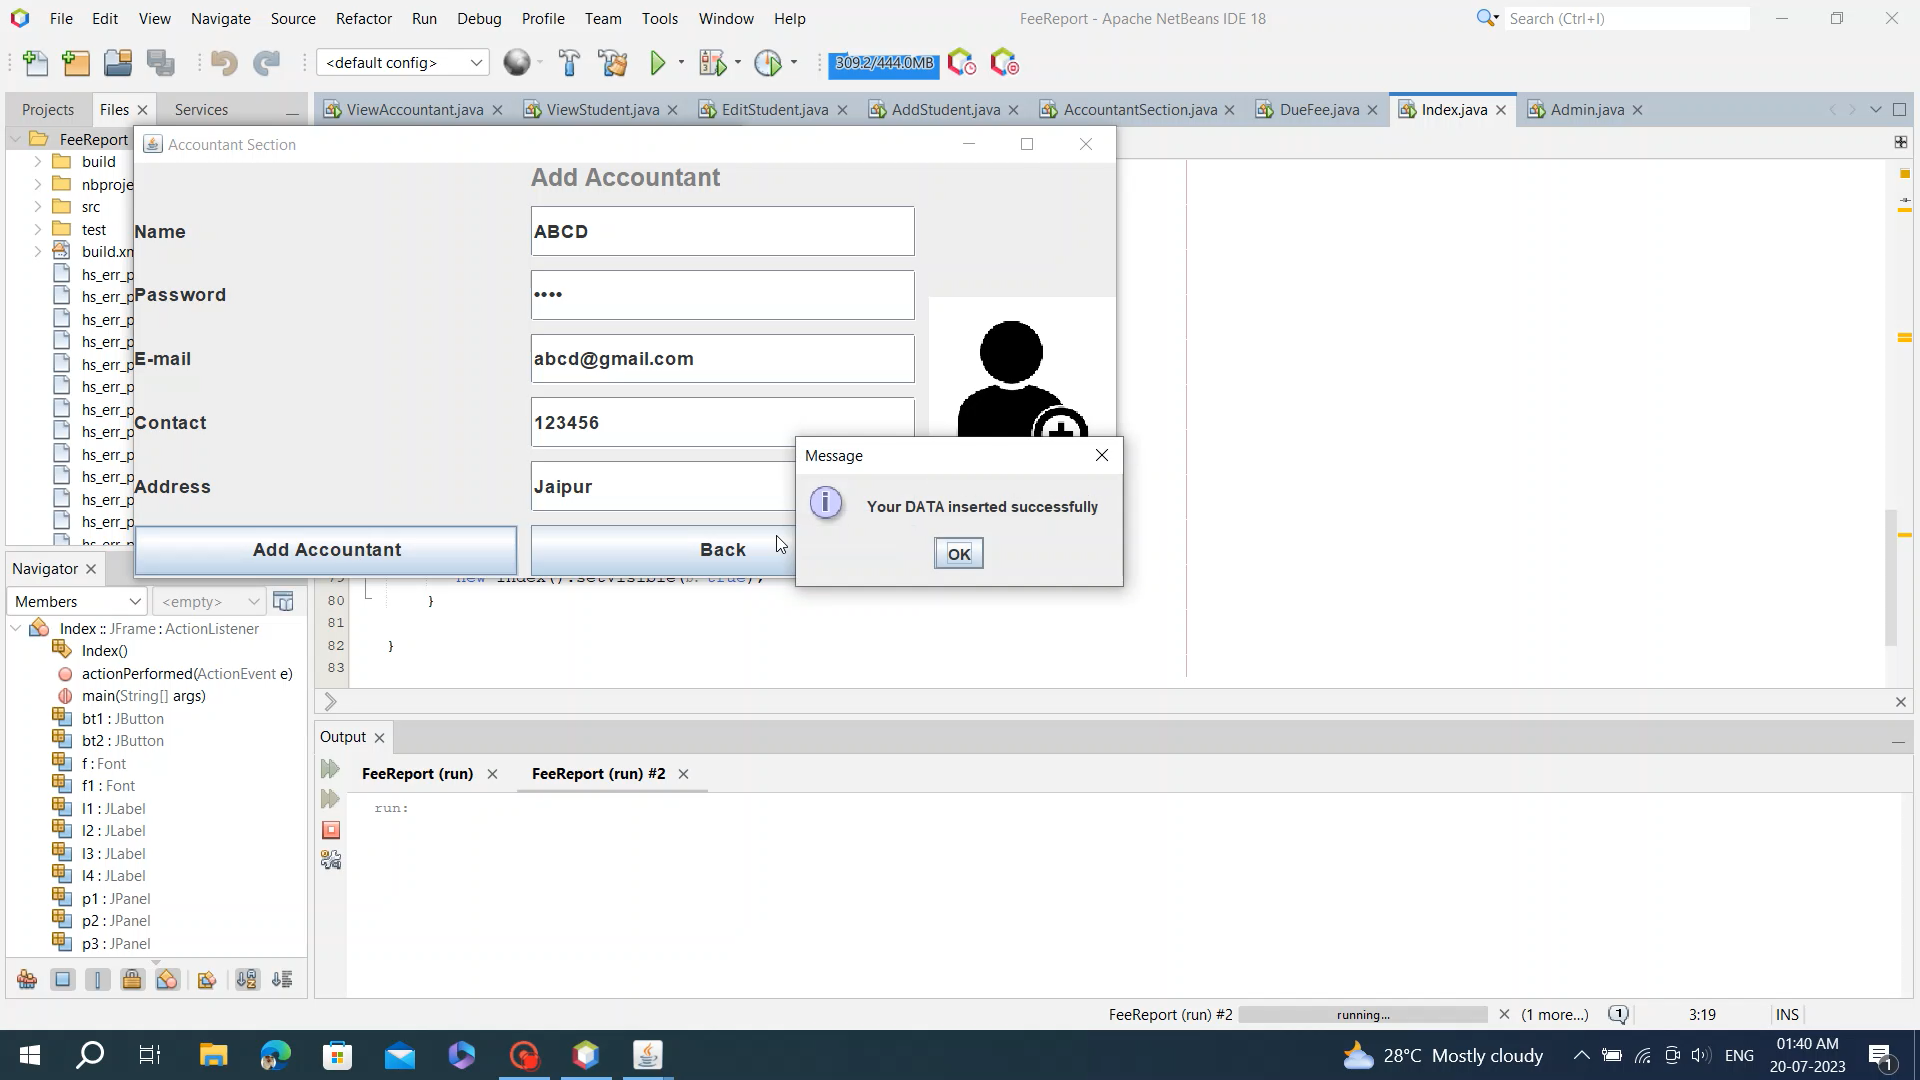 File Edit View Navigate Source Refactor Run Debug Profile Team Tools Window Help
FeeReport - Apache NetBeans IDE 18
Search (Ctrl+I)
<default config>
309.2/444.0MB
Projects Files Services
ViewAccountant.java ViewStudent.java EditStudent.java AddStudent.java AccountantSection.java DueFee.java Index.java Admin.java
FeeReport
build
nbproje
src
test
build.xm
hs_err_p
hs_err_p
hs_err_p
hs_err_p
hs_err_p
hs_err_p
hs_err_p
hs_err_p
hs_err_p
hs_err_p
hs_err_p
hs_err_p
hs_err_p
Accountant Section
Add Accountant
Name ABCD
Password ••••
E-mail abcd@gmail.com
Contact 123456
Address Jaipur
Add Accountant Back
Message
Your DATA inserted successfully
OK
80 }
81
82 }
83
Navigator
Members <empty>
Index :: JFrame : ActionListener
Index()
actionPerformed(ActionEvent e)
main(String[] args)
bt1 : JButton
bt2 : JButton
f : Font
f1 : Font
l1 : JLabel
l2 : JLabel
l3 : JLabel
l4 : JLabel
p1 : JPanel
p2 : JPanel
p3 : JPanel
Output
FeeReport (run) FeeReport (run) #2
run:
FeeReport (run) #2 running... (1 more...) 1 3:19 INS
28°C Mostly cloudy ENG
01:40 AM
20-07-2023
1